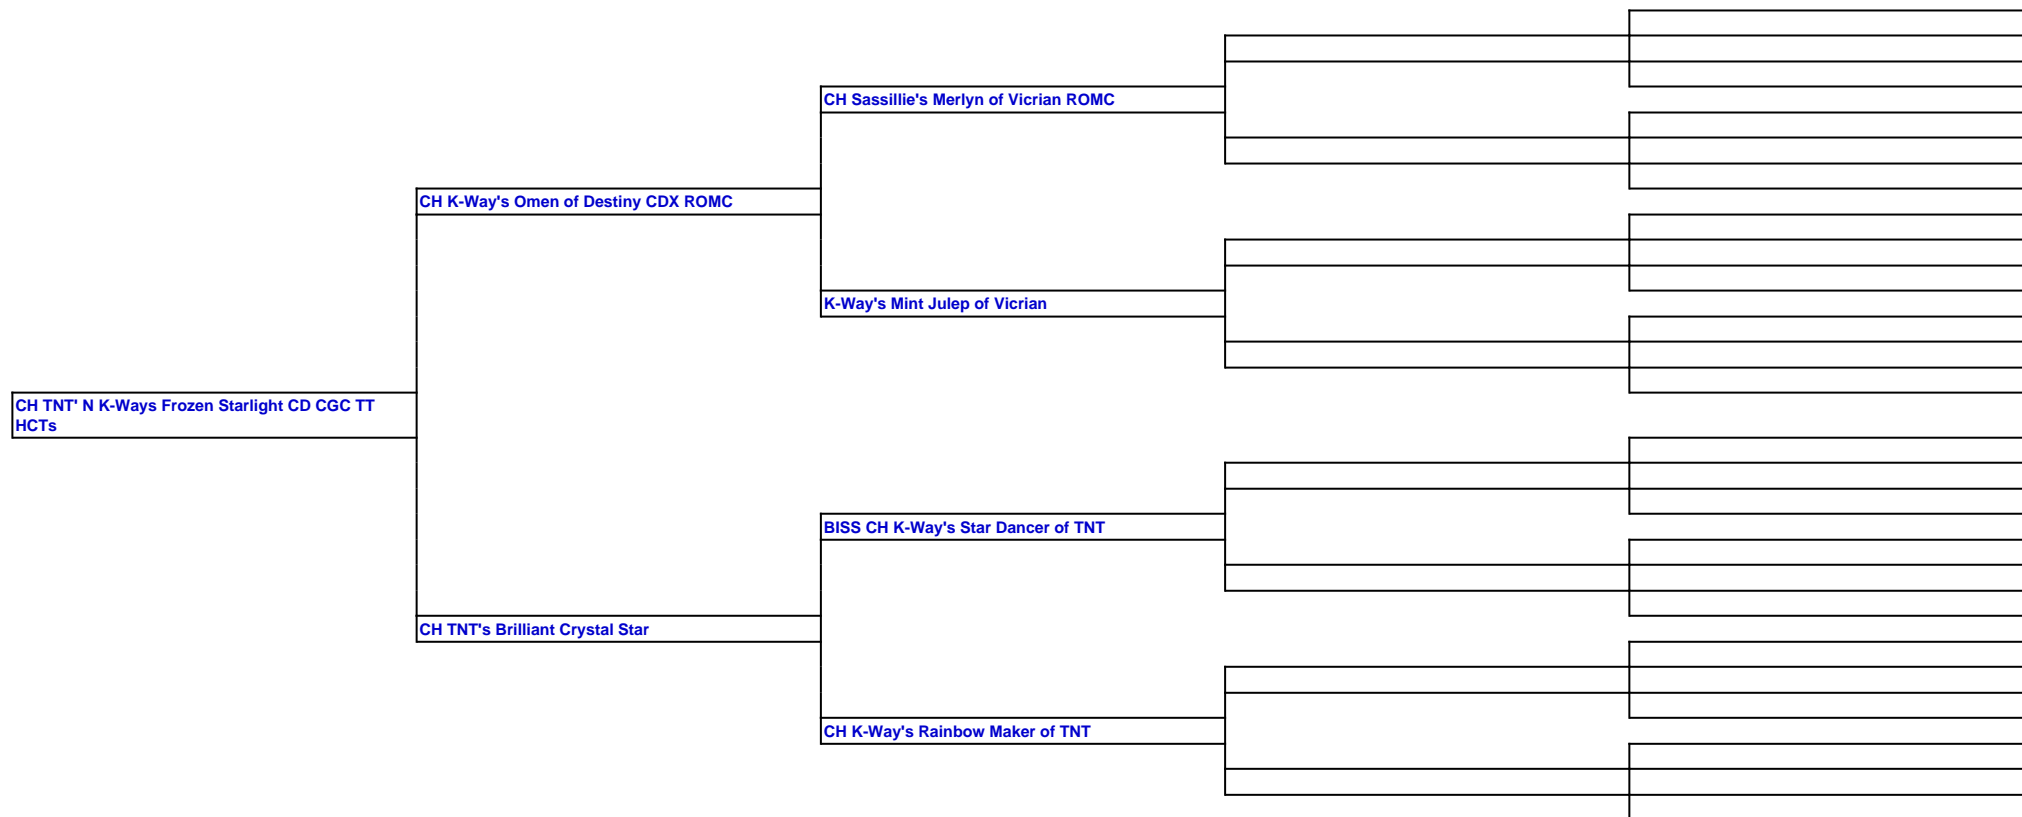 CH Sassillie's Merlyn of Vicrian ROMC
CH K-Way's Omen of Destiny CDX ROMC
K-Way's Mint Julep of Vicrian
CH TNT' N K-Ways Frozen Starlight CD CGC TT
HCTs
BISS CH K-Way's Star Dancer of TNT
CH TNT's Brilliant Crystal Star
CH K-Way's Rainbow Maker of TNT